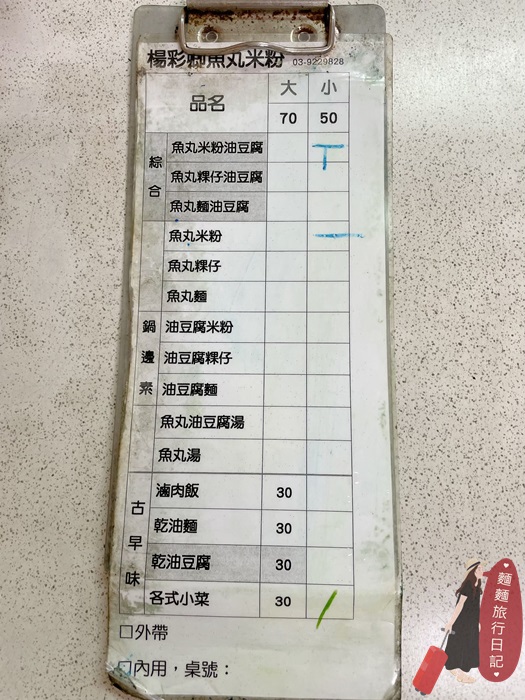 楊彩卿魚丸米粉 03-9229828
品名 大 小
70 50
綜合
魚丸米粉油豆腐 T
魚丸粿仔油豆腐
魚丸麵油豆腐
魚丸米粉 一
魚丸粿仔
魚丸麵
鍋邊素
油豆腐米粉
油豆腐粿仔
油豆腐麵
魚丸油豆腐湯
魚丸湯
古早味
滷肉飯 30
乾油麵 30
乾油豆腐 30
各式小菜 30
□外帶
□內用，桌號：
麵麵旅行日記